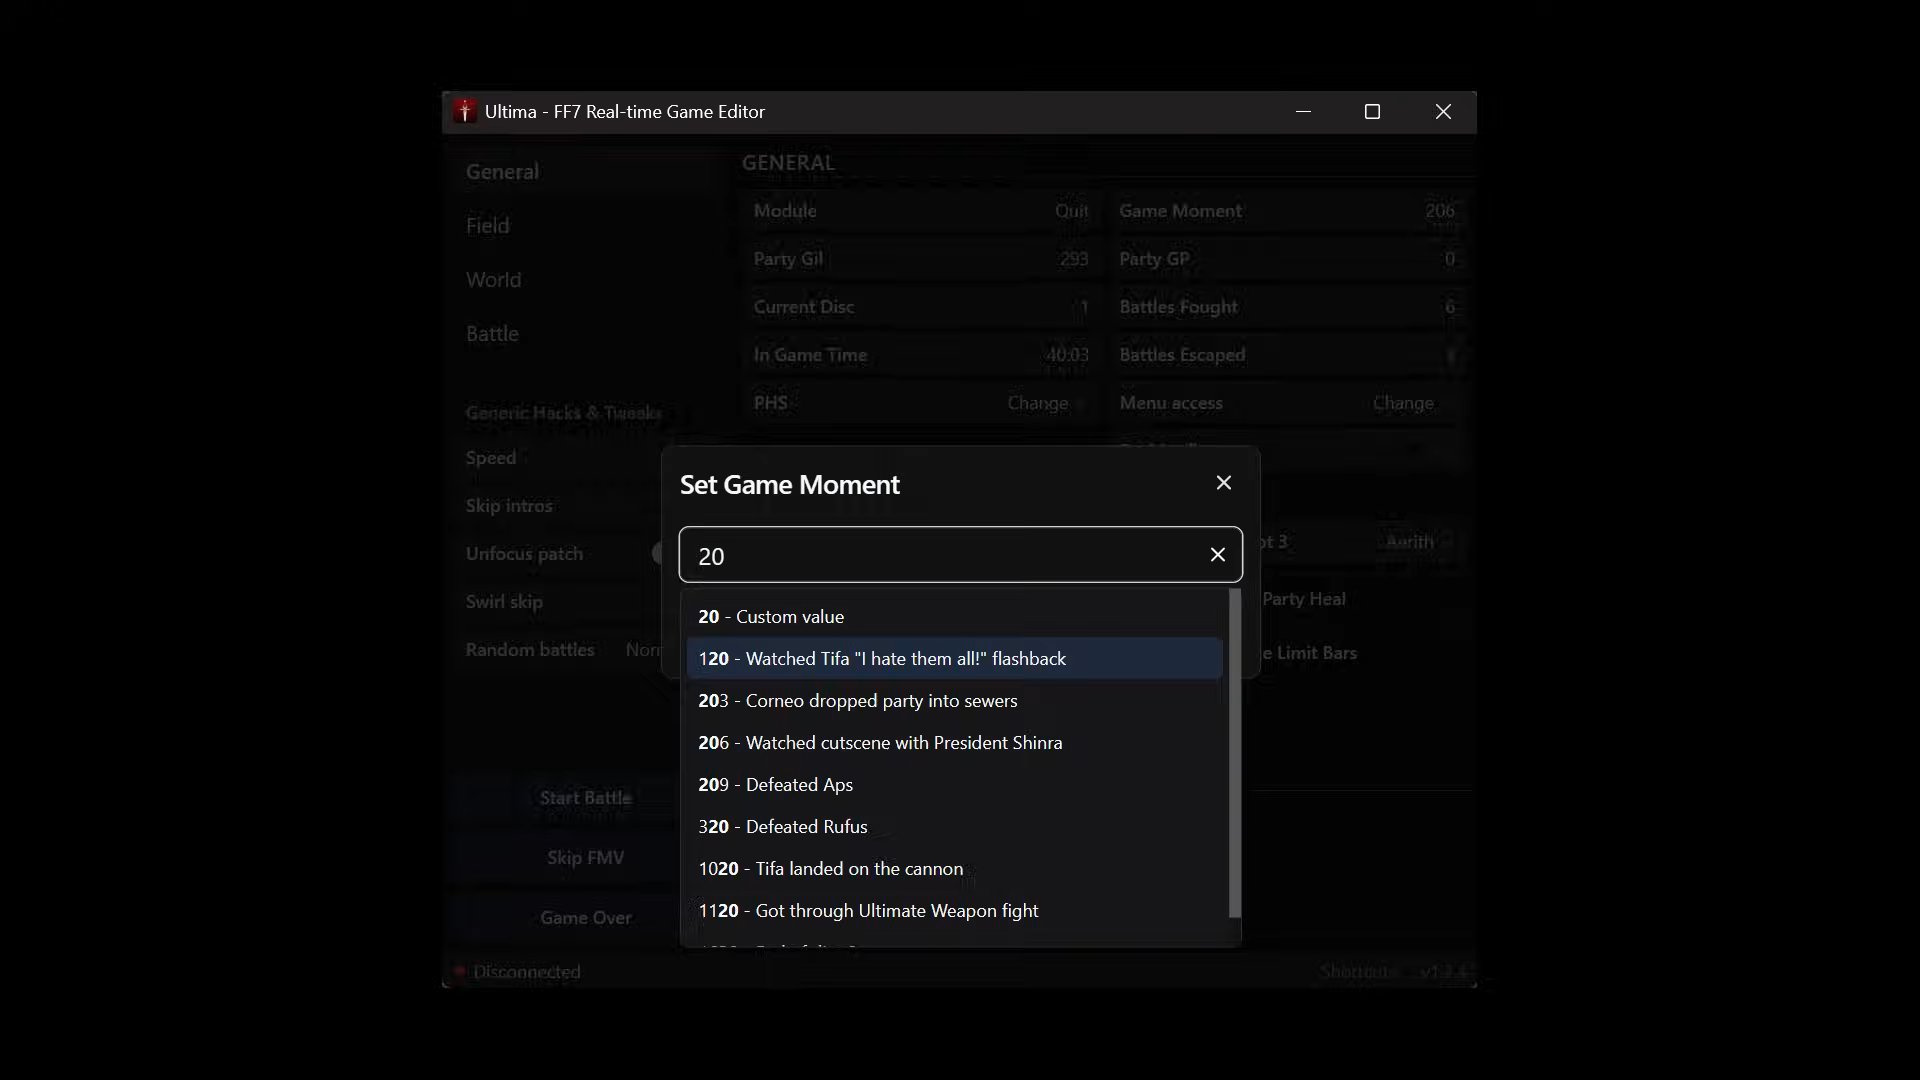 Ultima - FF7 Real-time Game Editor
General
Field
World
Battle
Generic Hacks & Tweaks
Speed
Skip intros
Unfocus patch
Swirl skip
Random battles
Start Battle
Skip FMV
Game Over
GENERAL
Module Quit
Game Moment 206
Party Gil 293
Party GP 0
Current Disc 1
Battles Fought 6
In Game Time 40:03
Battles Escaped
PHS Change
Menu access Change
Set Game Moment
20
20 - Custom value
120 - Watched Tifa "I hate them all!" flashback
203 - Corneo dropped party into sewers
206 - Watched cutscene with President Shinra
209 - Defeated Aps
320 - Defeated Rufus
1020 - Tifa landed on the cannon
1120 - Got through Ultimate Weapon fight
3 Aerith
Party Heal
Limit Bars
Disconnected
Shortcuts